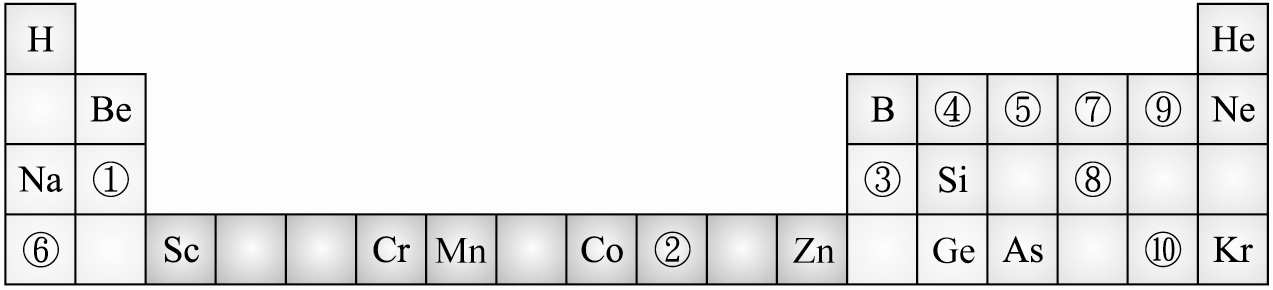 H He
Be B ④ ⑤ ⑦ ⑨ Ne
Na ① ③ Si ⑧
⑥ Sc Cr Mn Co ② Zn Ge As ⑩ Kr